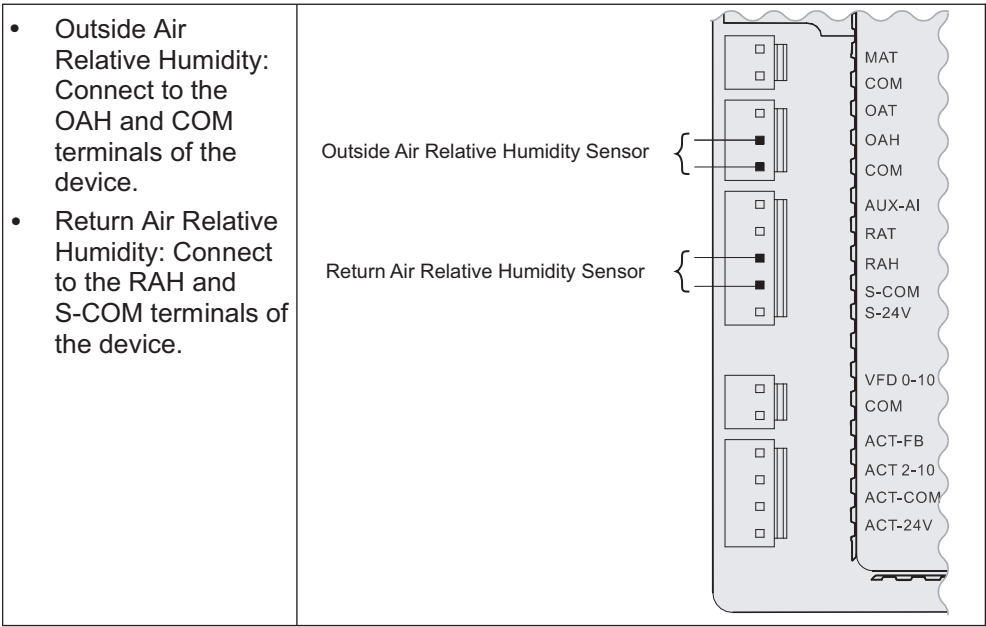 • Outside Air
Relative Humidity:
Connect to the
OAH and COM
terminals of the
device.
• Return Air Relative
Humidity: Connect
to the RAH and
S-COM terminals of
the device.
Outside Air Relative Humidity Sensor
Return Air Relative Humidity Sensor
MAT
COM
OAT
OAH
COM
AUX-AI
RAT
RAH
S-COM
S-24V
VFD 0-10
COM
ACT-FB
ACT 2-10
ACT-COM
ACT-24V